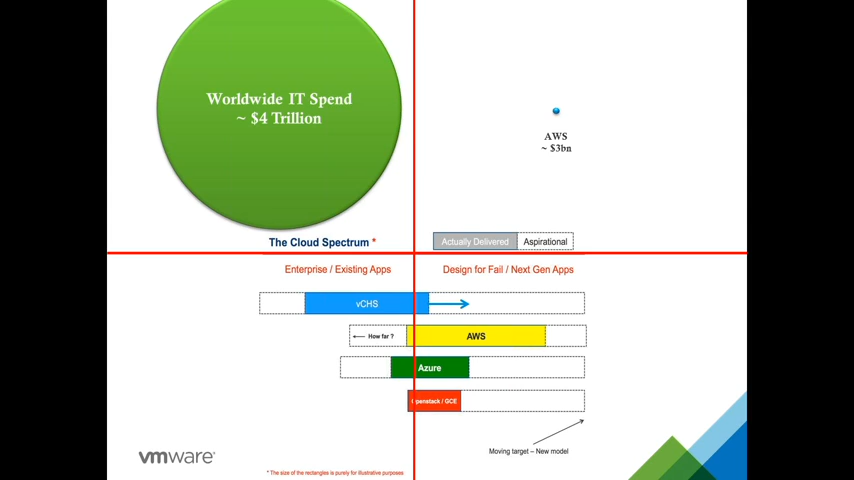 Worldwide IT Spend
~ $4 Trillion
AWS
~ $3bn
The Cloud Spectrum *
Actually Delivered
Aspirational
Enterprise / Existing Apps
Design for Fail / Next Gen Apps
vCHS
How far ?
AWS
Azure
Openstack / GCE
Moving target – New model
vmware®
* The size of the rectangles is purely for illustrative purposes